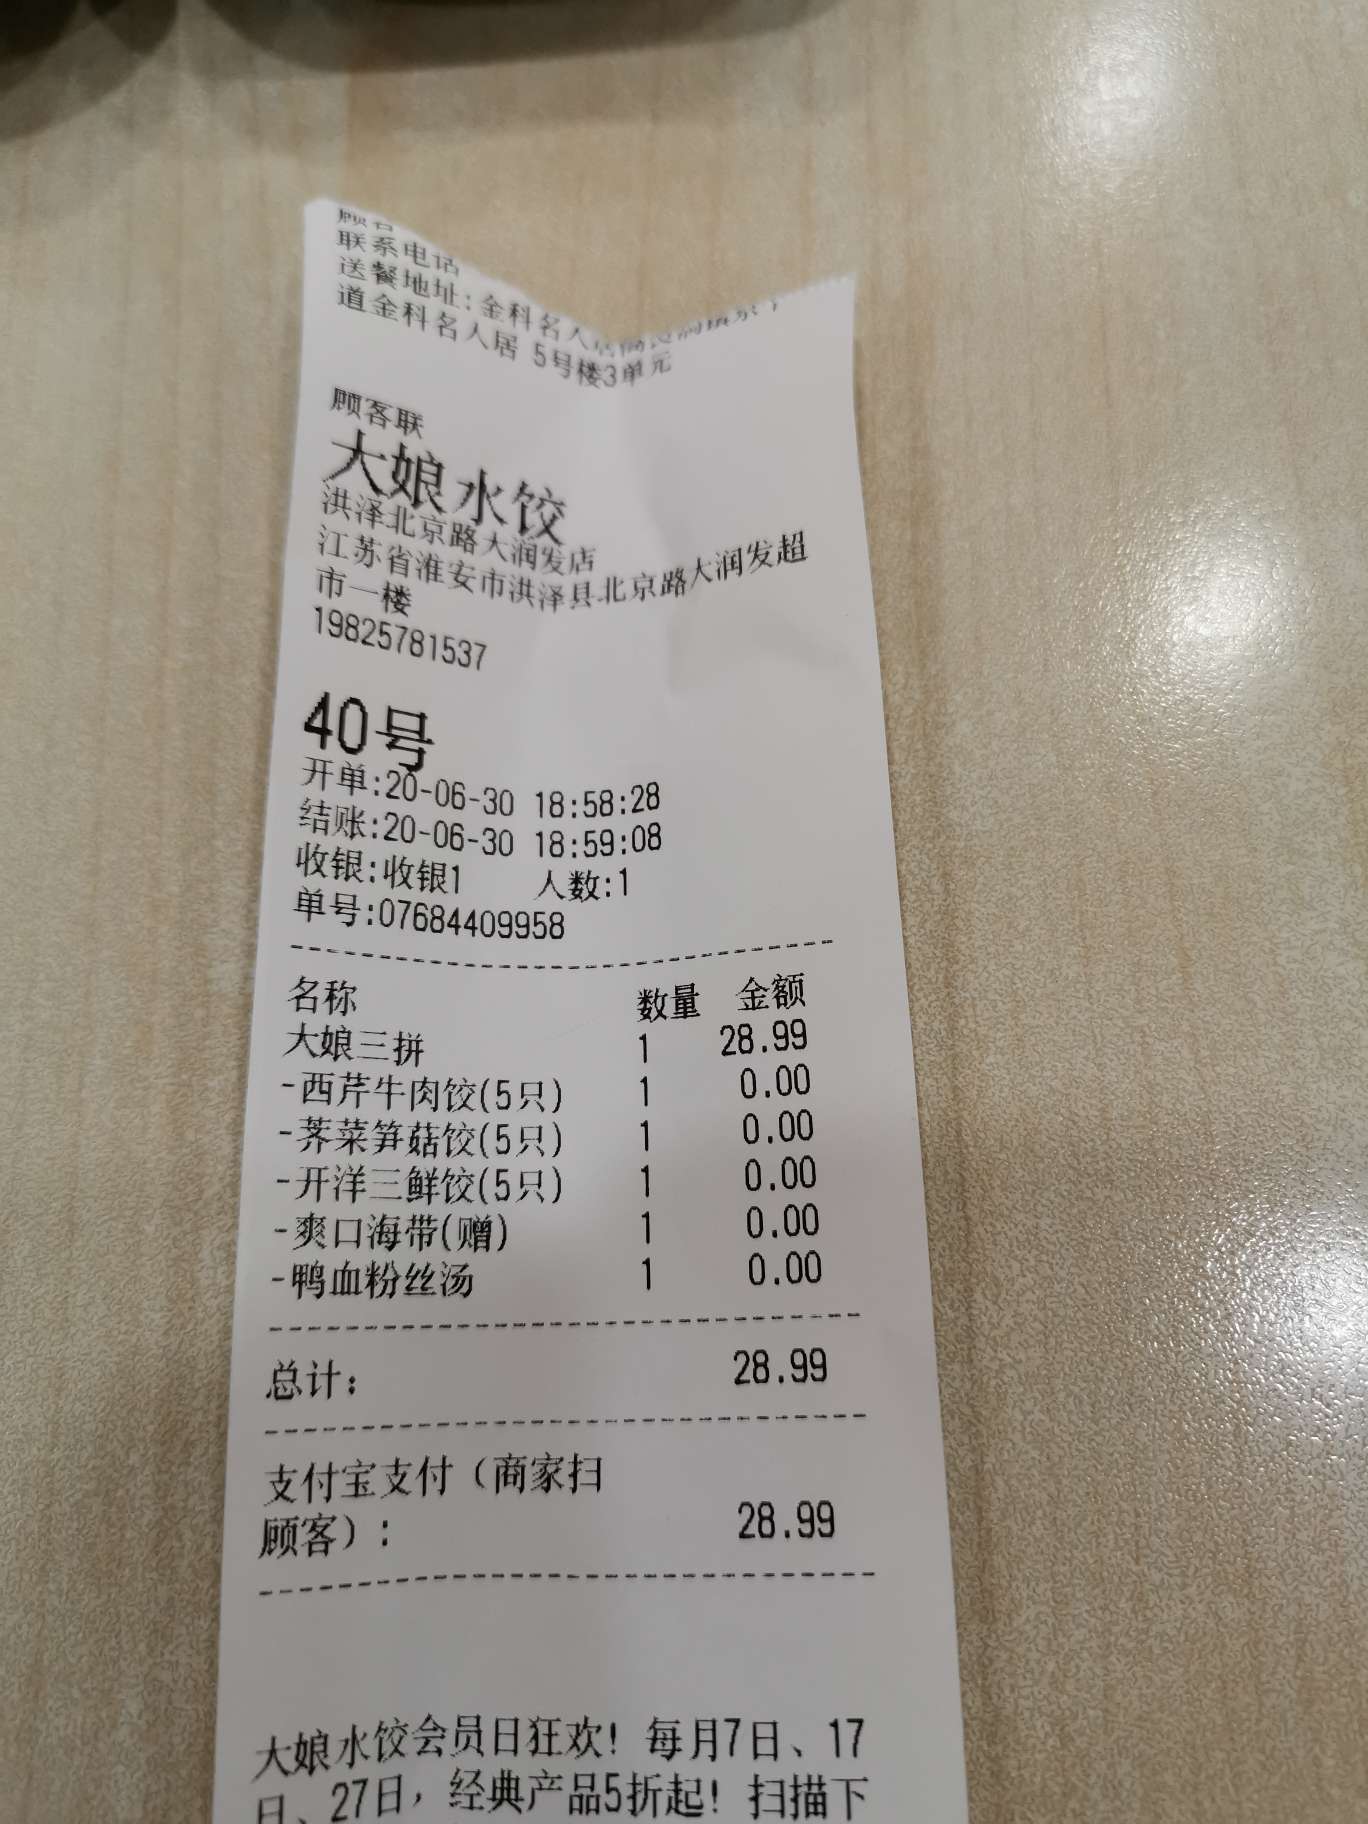 联系电话
送餐地址:金科名人
道金科名人居 5号楼3单元
顾客联
大娘水饺
洪泽北京路大润发店
江苏省淮安市洪泽县北京路大润发超
市一楼
19825781537
40号
开单:20-06-30 18:58:28
结账:20-06-30 18:59:08
收银:收银1 人数:1
单号:07684409958
名称 数量 金额
大娘三拼 1 28.99
-西芹牛肉饺(5只) 1 0.00
-荠菜笋菇饺(5只) 1 0.00
-开洋三鲜饺(5只) 1 0.00
-爽口海带(赠) 1 0.00
-鸭血粉丝汤 1 0.00
总计: 28.99
支付宝支付（商家扫
顾客）: 28.99
大娘水饺会员日狂欢！每月7日、17
日、27日，经典产品5折起！扫描下